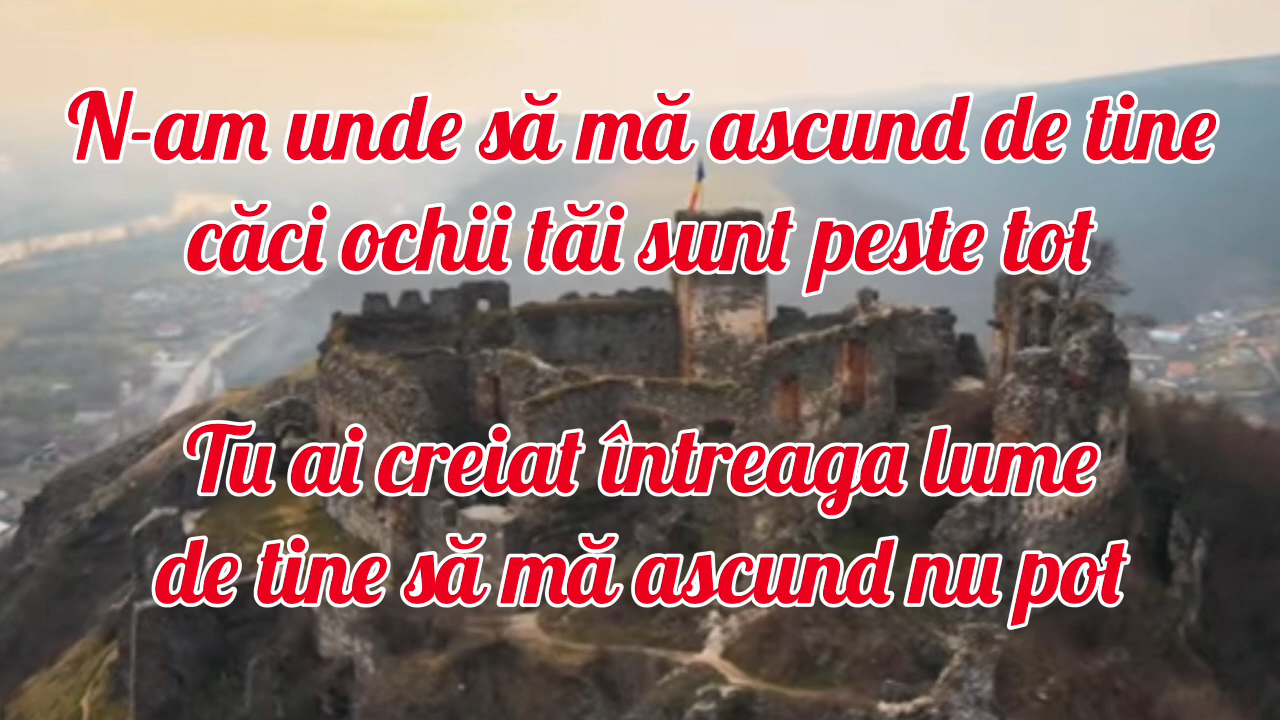 N-am unde să mă ascund de tine
căci ochii tăi sunt peste tot
Tu ai creiat întreaga lume
de tine să mă ascund nu pot